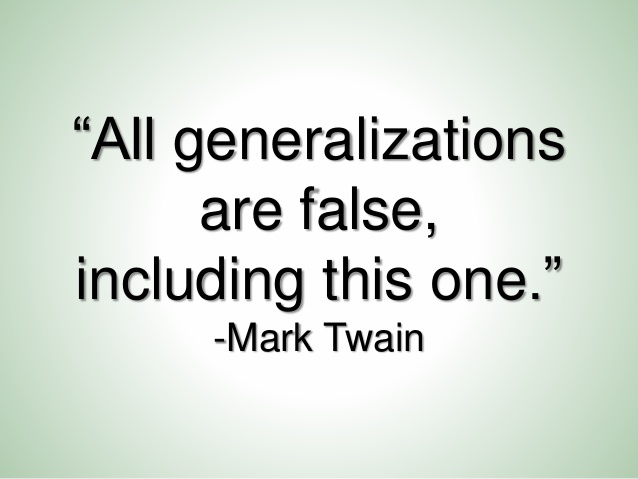 “All generalizations
are false,
including this one.”
-Mark Twain